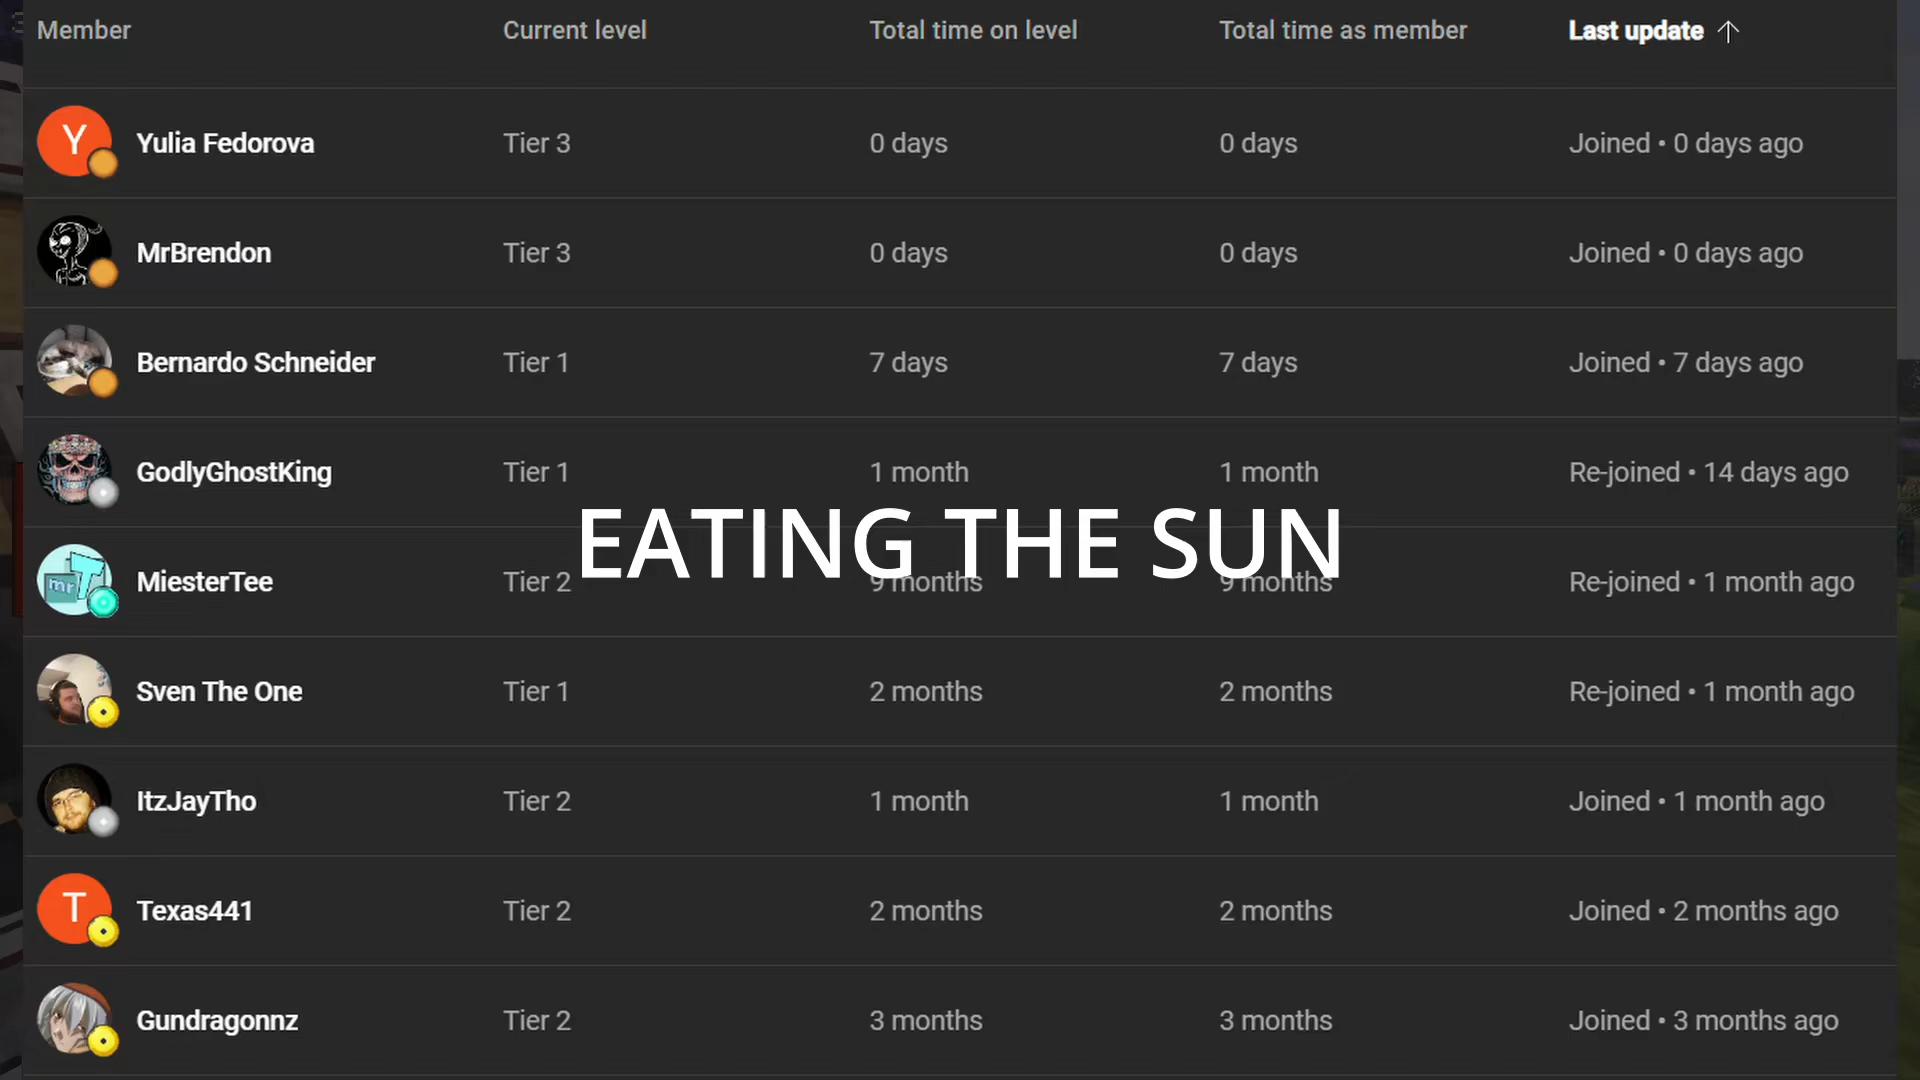 Member Current level Total time on level Total time as member Last update ↑
Y Yulia Fedorova Tier 3 0 days 0 days Joined • 0 days ago
MrBrendon Tier 3 0 days 0 days Joined • 0 days ago
Bernardo Schneider Tier 1 7 days 7 days Joined • 7 days ago
GodlyGhostKing Tier 1 1 month 1 month Re-joined • 14 days ago
EATING THE SUN
mr T MiesterTee Tier 2 9 months 9 months Re-joined • 1 month ago
Sven The One Tier 1 2 months 2 months Re-joined • 1 month ago
ItzJayTho Tier 2 1 month 1 month Joined • 1 month ago
T Texas441 Tier 2 2 months 2 months Joined • 2 months ago
Gundragonnz Tier 2 3 months 3 months Joined • 3 months ago